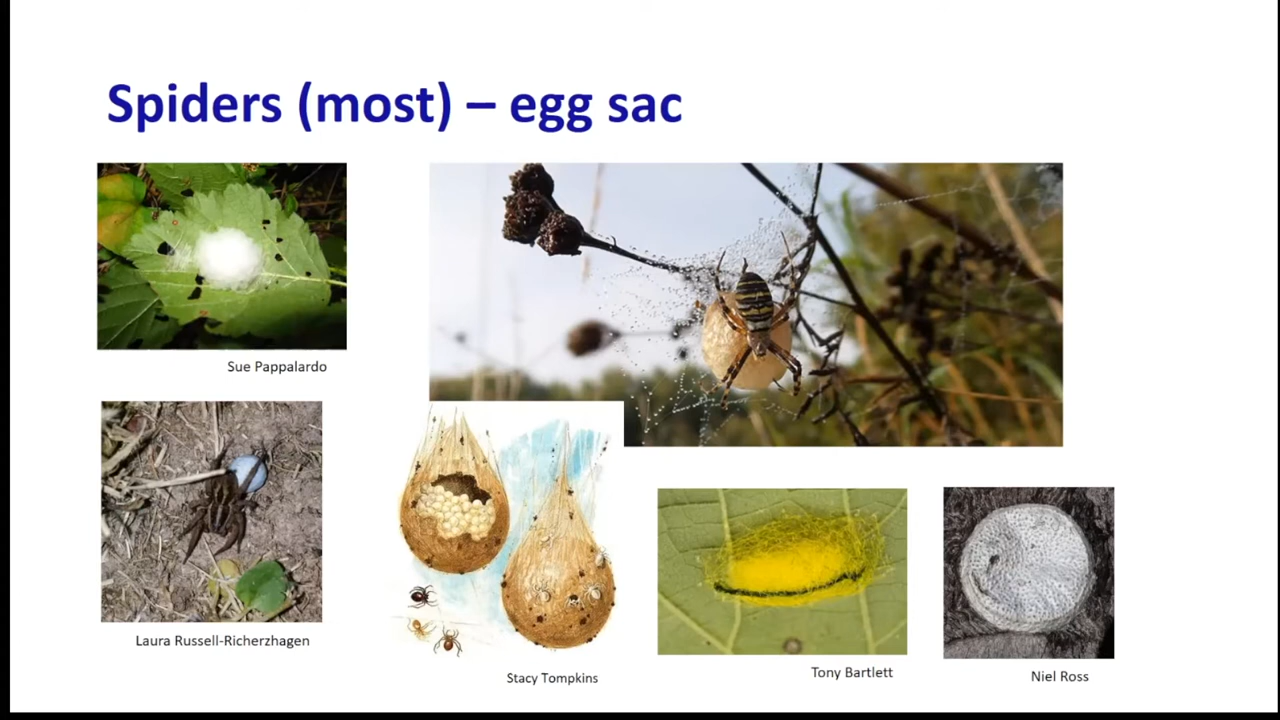 Spiders (most) – egg sac
Sue Pappalardo
Laura Russell-Richerzhagen
Stacy Tompkins
Tony Bartlett
Niel Ross